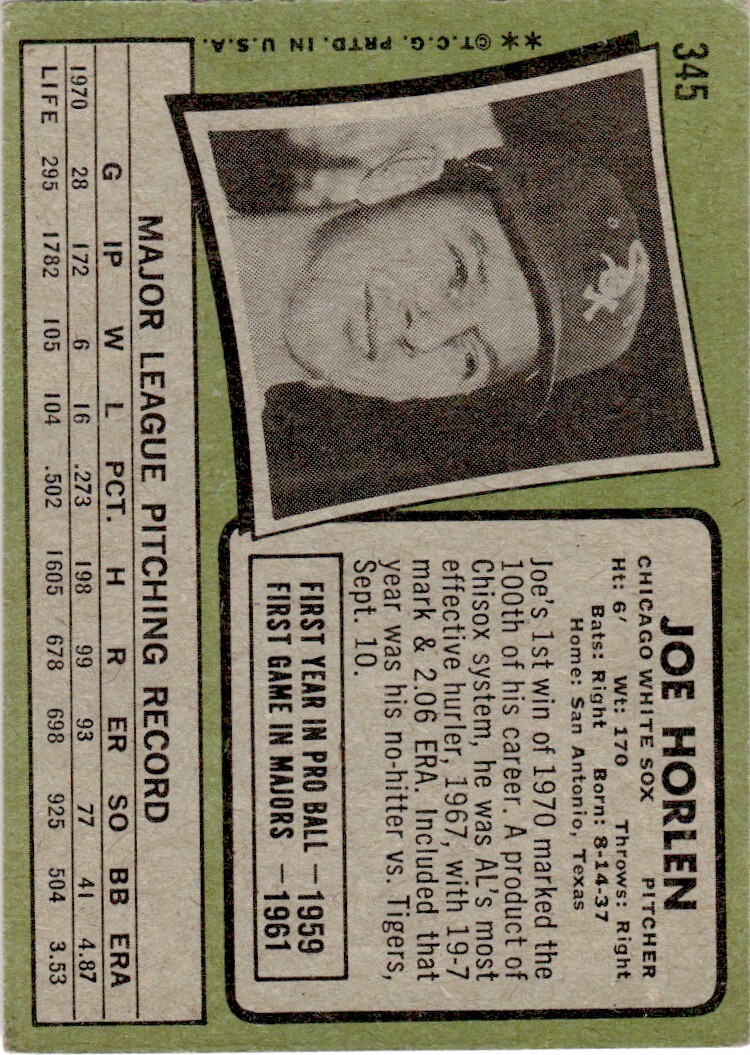 345
JOE HORLEN
CHICAGO WHITE SOX PITCHER
Ht: 6' Wt: 170 Throws: Right
Bats: Right Born: 8-14-37
Home: San Antonio, Texas
Joe's 1st win of 1970 marked the
100th of his career. A product of
Chisox system, he was AL's most
effective hurler, 1967, with 19-7
mark & 2.06 ERA. Included that
year was his no-hitter vs. Tigers,
Sept. 10.
FIRST YEAR IN PRO BALL — 1959
FIRST GAME IN MAJORS — 1961
MAJOR LEAGUE PITCHING RECORD
G IP W L PCT. H R ER SO BB ERA
1970 28 172 6 16 .273 198 99 93 77 41 4.87
LIFE 295 1782 105 104 .502 1605 678 698 925 504 3.53
**©T.C.G. PRTD. IN U.S.A.